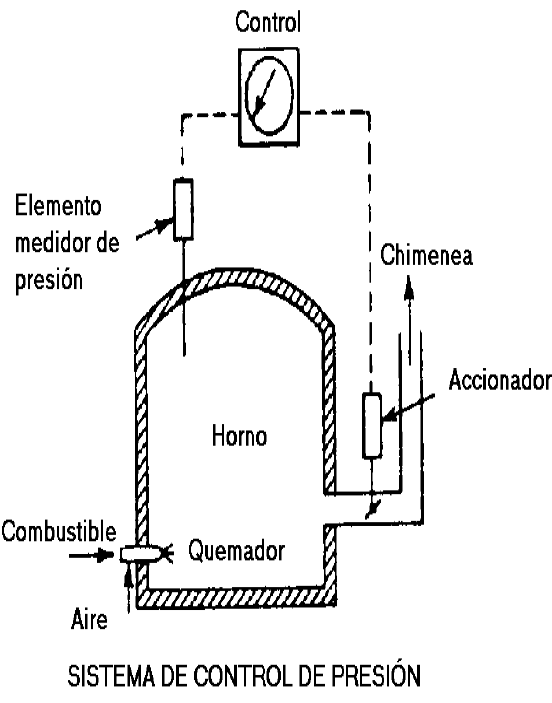 Control
Elemento
medidor de
presión
Chimenea
Accionador
Horno
Combustible
Quemador
Aire
SISTEMA DE CONTROL DE PRESIÓN